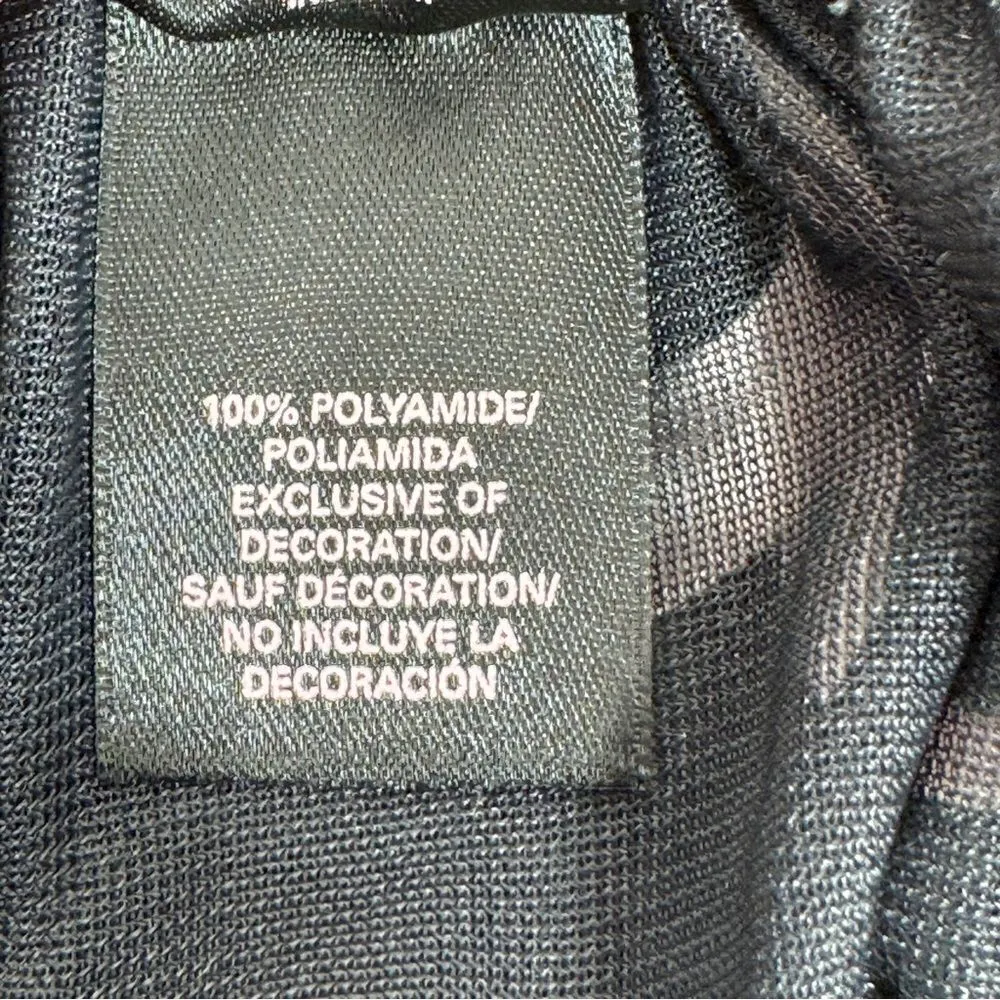 100% POLYAMIDE/
POLIAMIDA
EXCLUSIVE OF
DECORATION/
SAUF DÉCORATION/
NO INCLUYE LA
DECORACIÓN